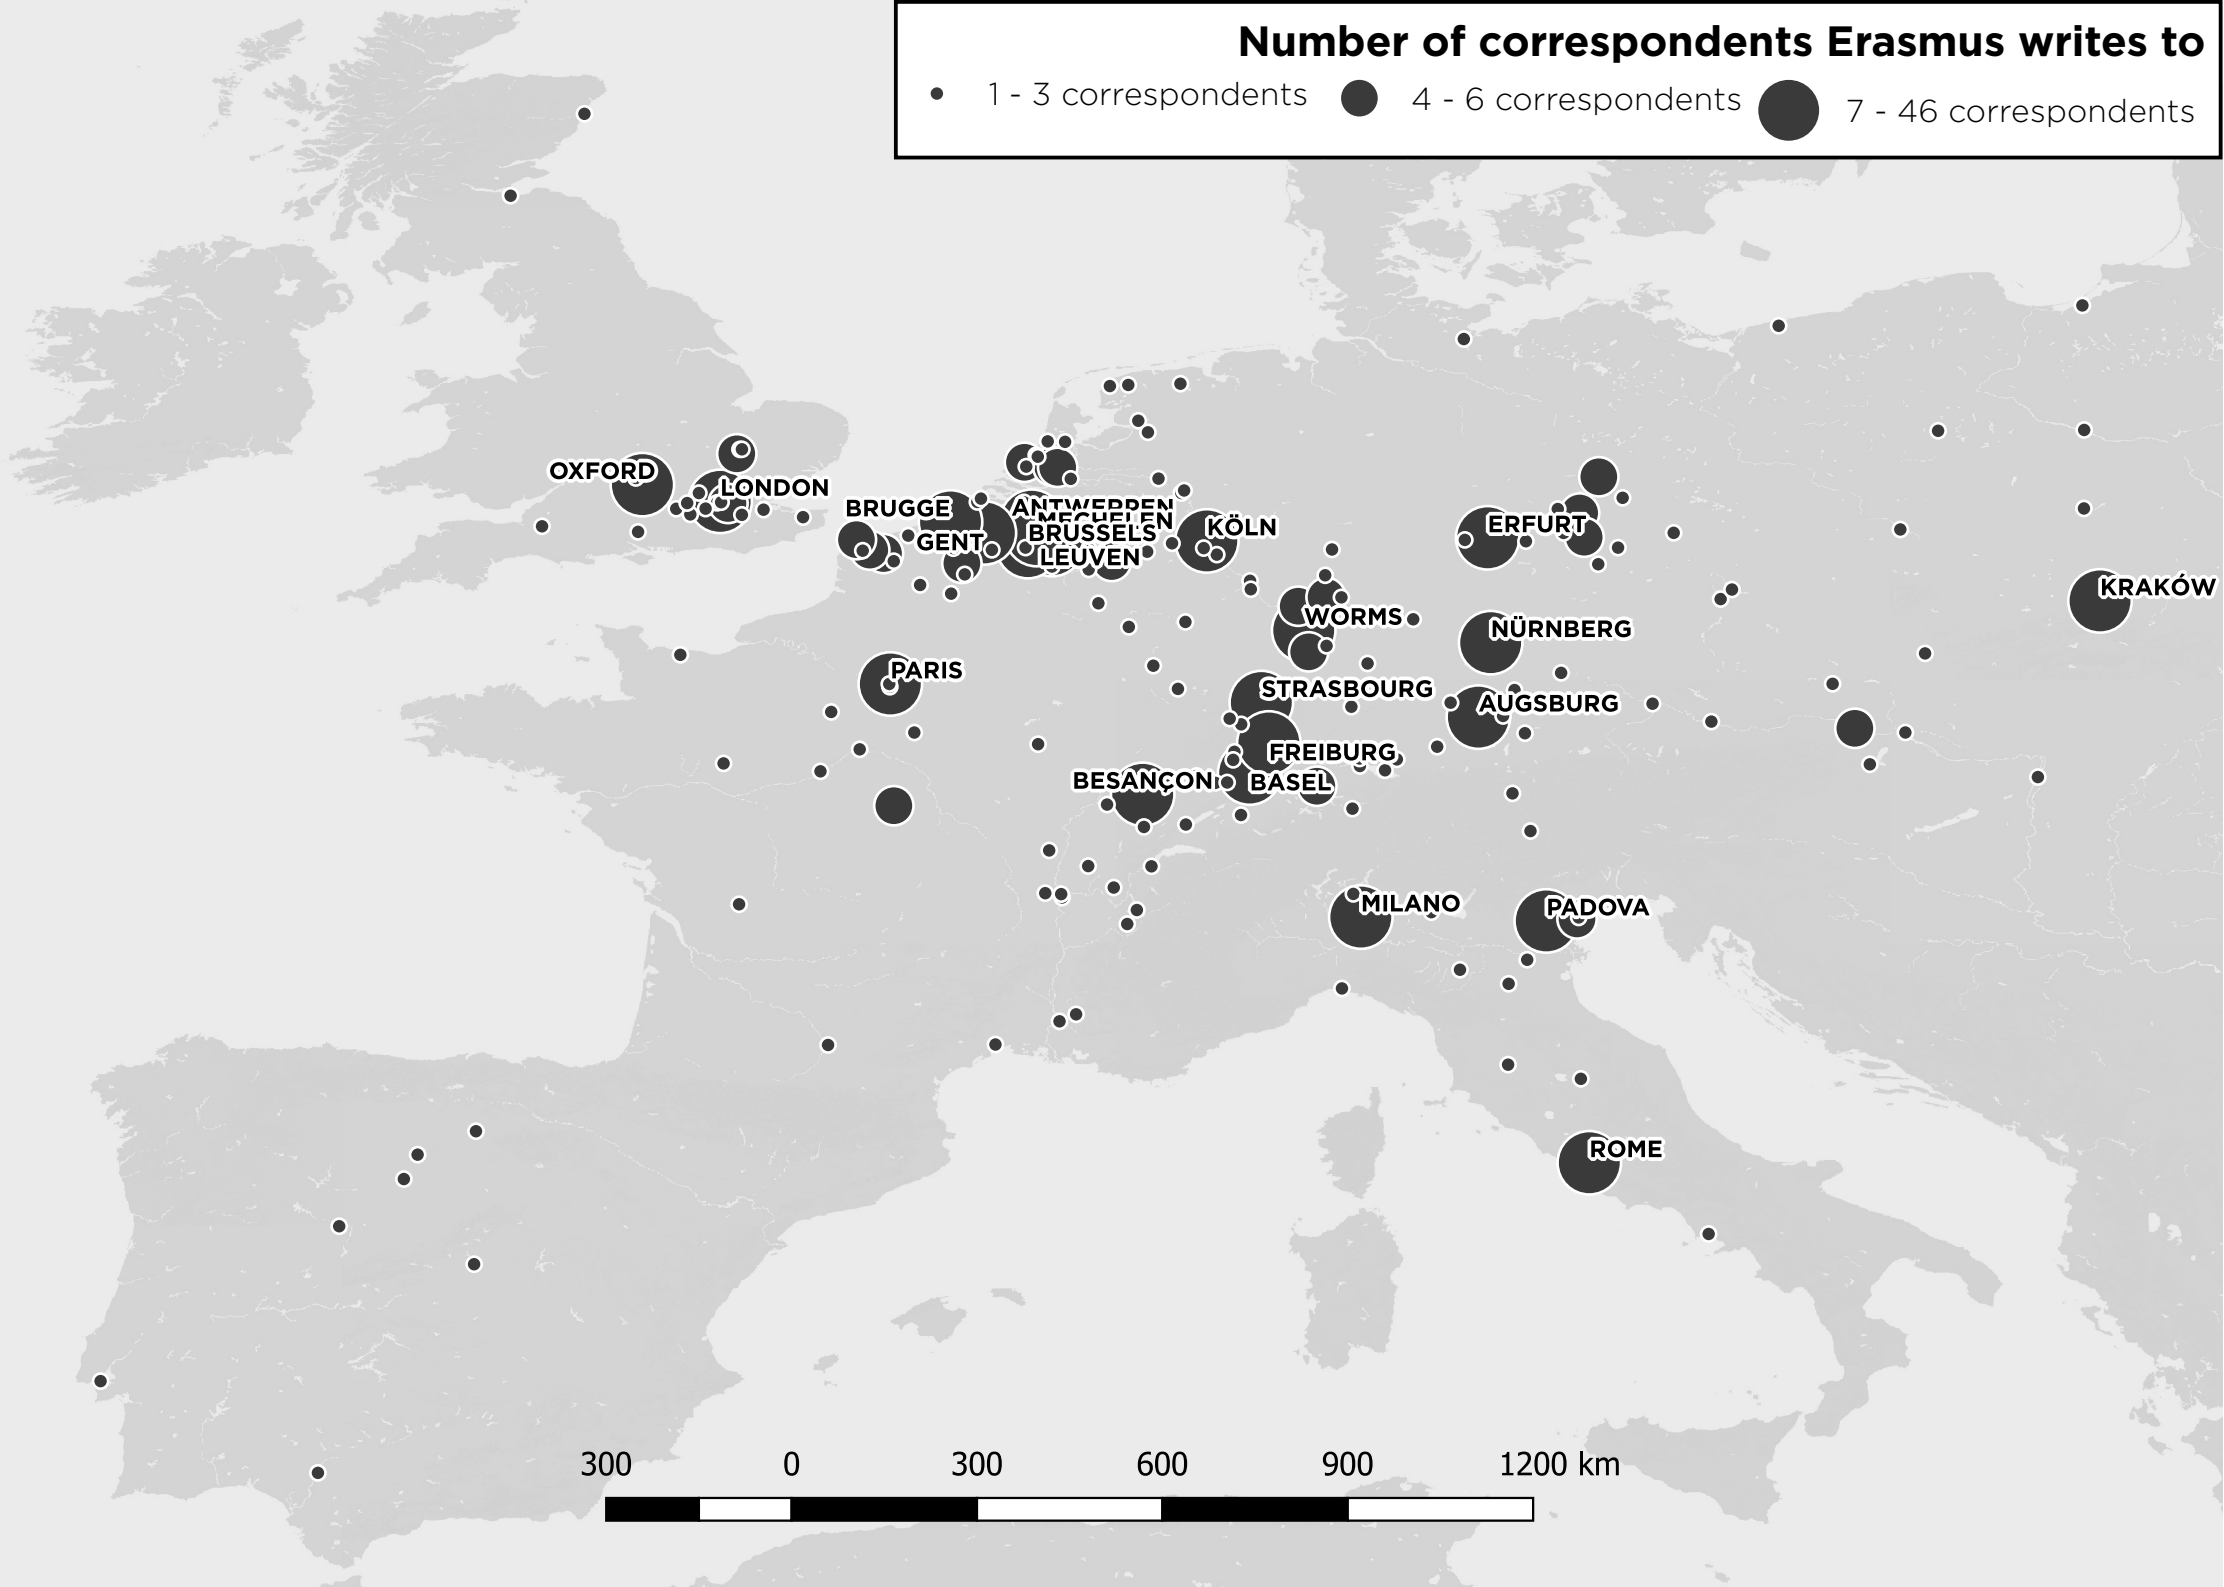 Number of correspondents Erasmus writes to
1 - 3 correspondents
4 - 6 correspondents
7 - 46 correspondents
OXFORD
LONDON
BRUGGE
ANTWERPEN
MECHELEN
BRUSSELS
GENT
LEUVEN
KÖLN
ERFURT
KRAKÓW
WORMS
NÜRNBERG
PARIS
STRASBOURG
AUGSBURG
FREIBURG
BESANÇON
BASEL
MILANO
PADOVA
ROME
300 0 300 600 900 1200 km